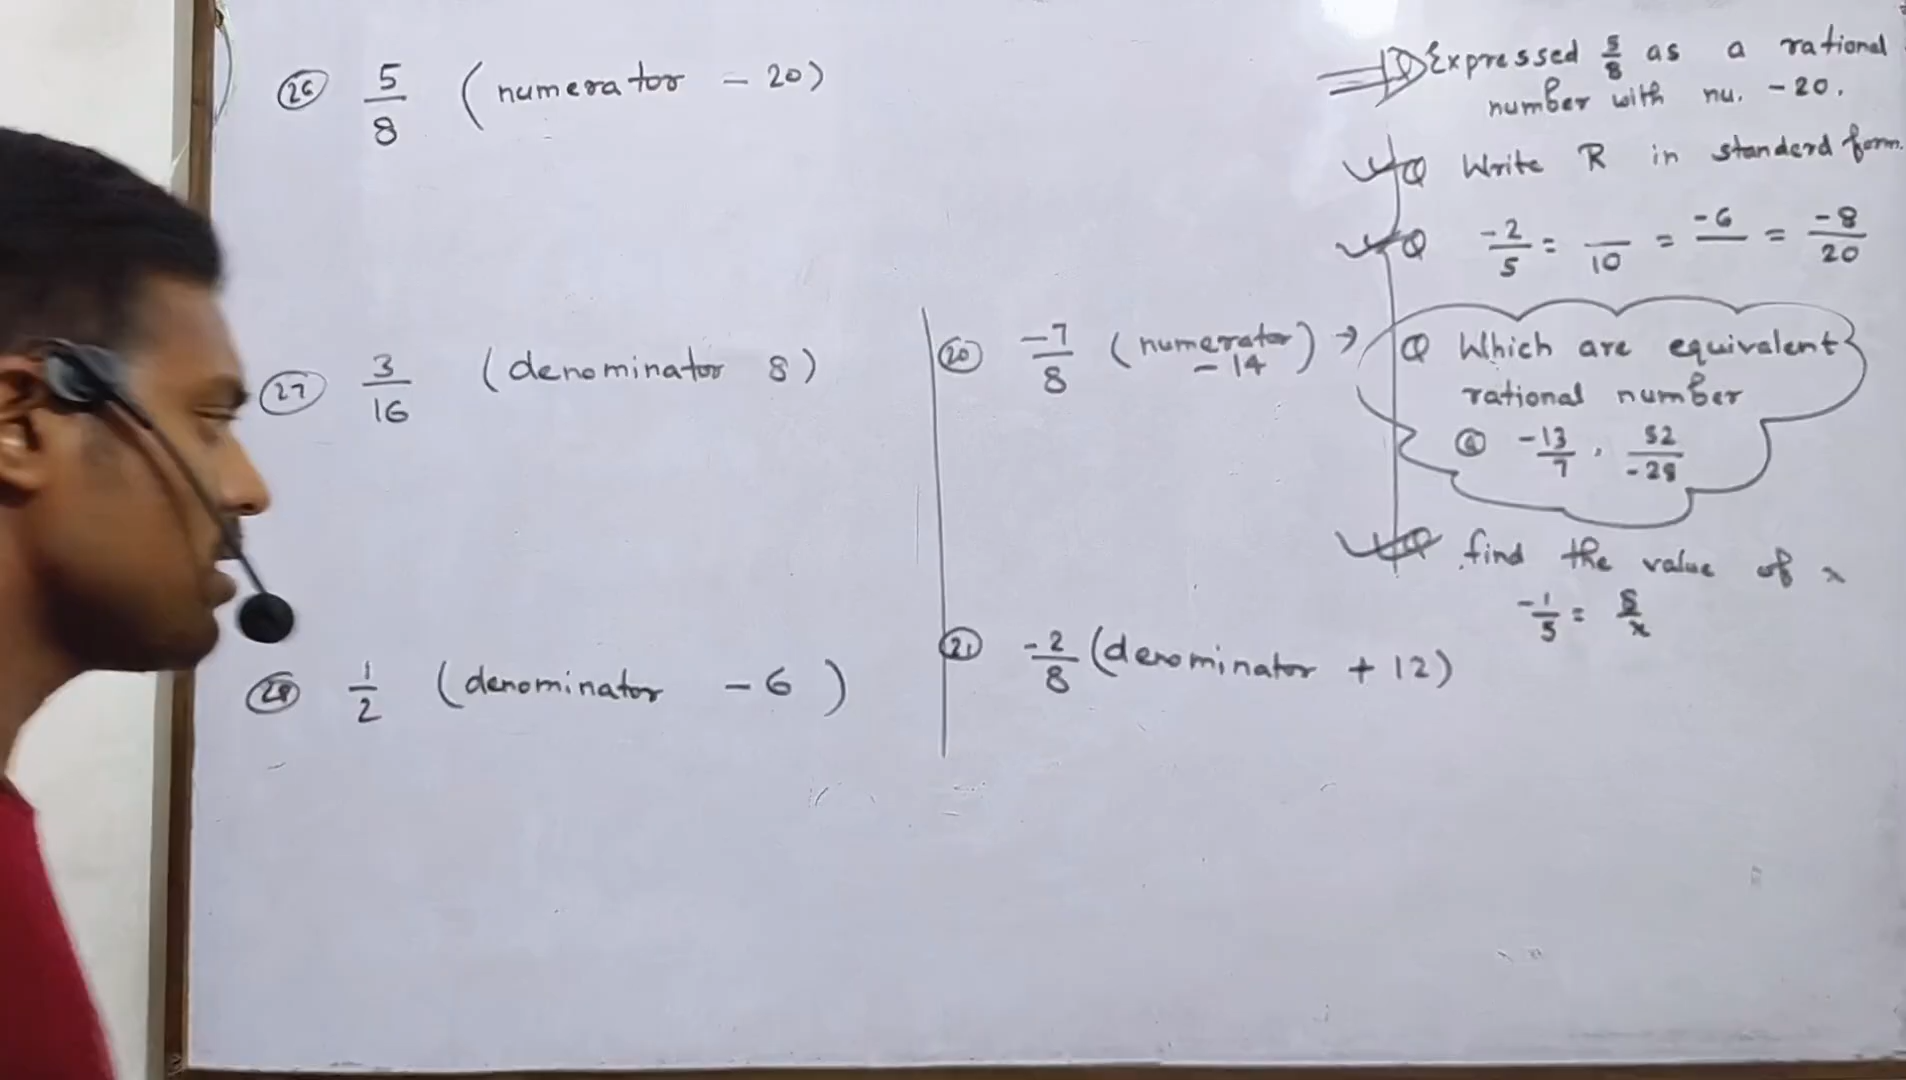 26 5/8 (numerator - 20)
27 3/16 (denominator 8)
28 1/2 (denominator - 6)
20 -7/8 (numerator - 14) →
21 -2/8 (denominator + 12)
Q Expressed 5/8 as a rational
number with nu. -20.
Q Write R in standerd form.
Q -2/5 = /10 = -6/ = -8/20
Q Which are equivalent
rational number
@ -13/7 , 52/-28
Q find the value of x
-1/5 = 8/x